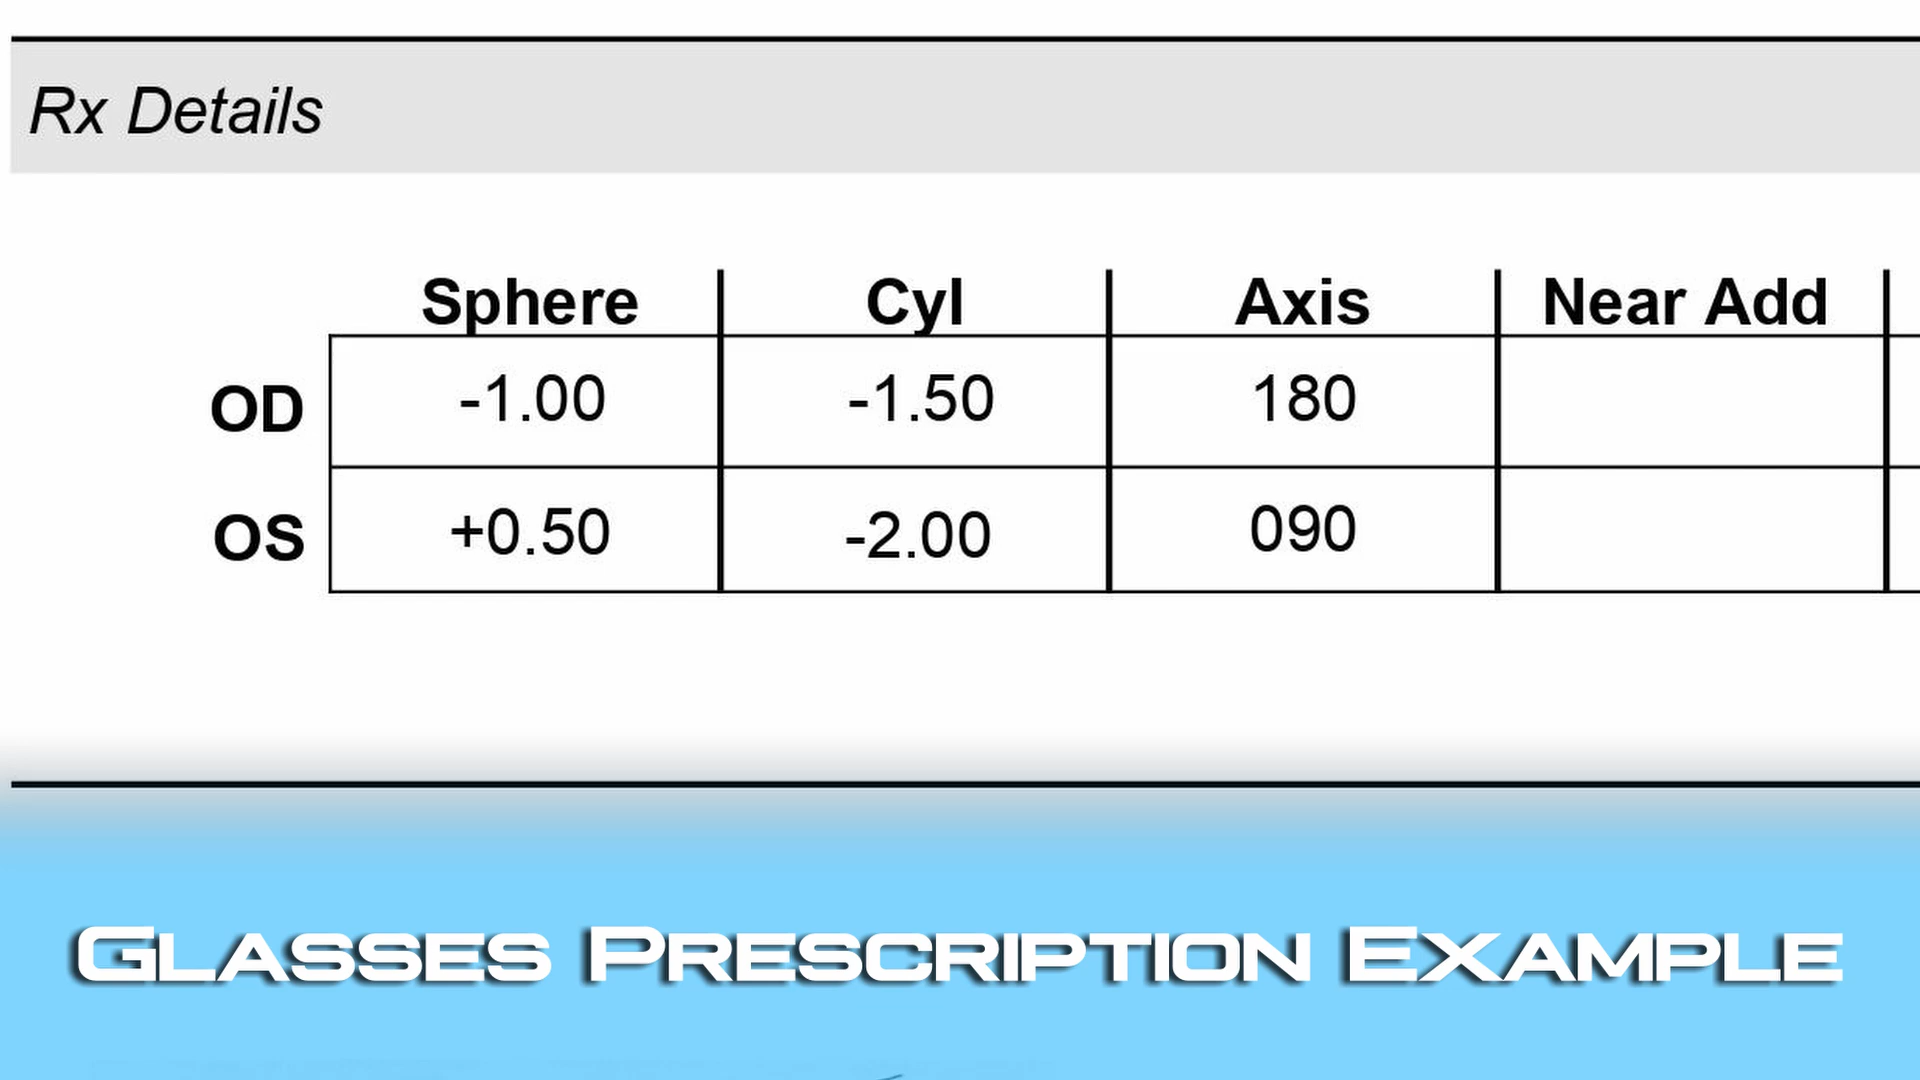 Rx Details
Sphere Cyl Axis Near Add
OD -1.00 -1.50 180
OS +0.50 -2.00 090
GLASSES PRESCRIPTION EXAMPLE